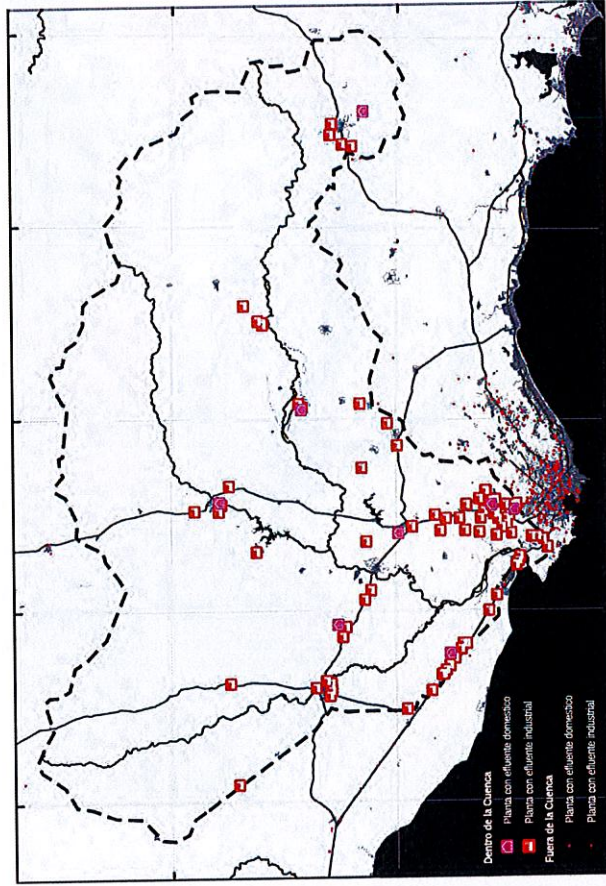 Dentro de la Cuenca
Planta con efluente domestico
Planta con efluente industrial
Fuera de la Cuenca
Planta con efluente domestico
Planta con efluente industrial